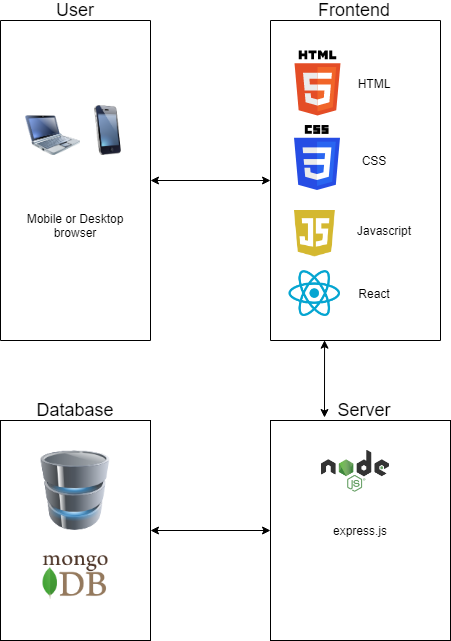 User
Frontend
HTML
HTML
5
CSS
3
CSS
Mobile or Desktop
browser
JS
Javascript
React
Database
Server
node
JS
express.js
mongo
DB